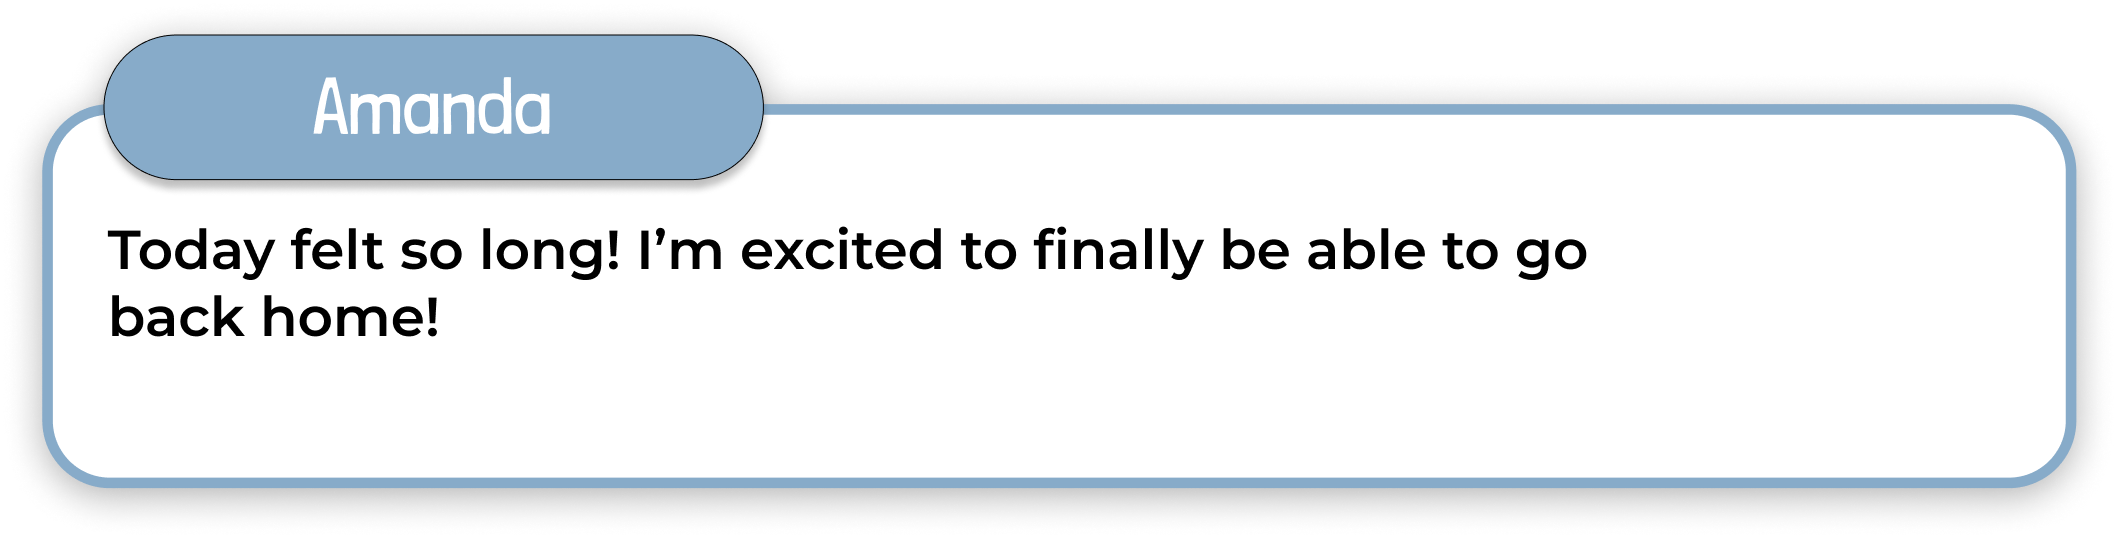 Amanda
Today felt so long! I’m excited to finally be able to go
back home!